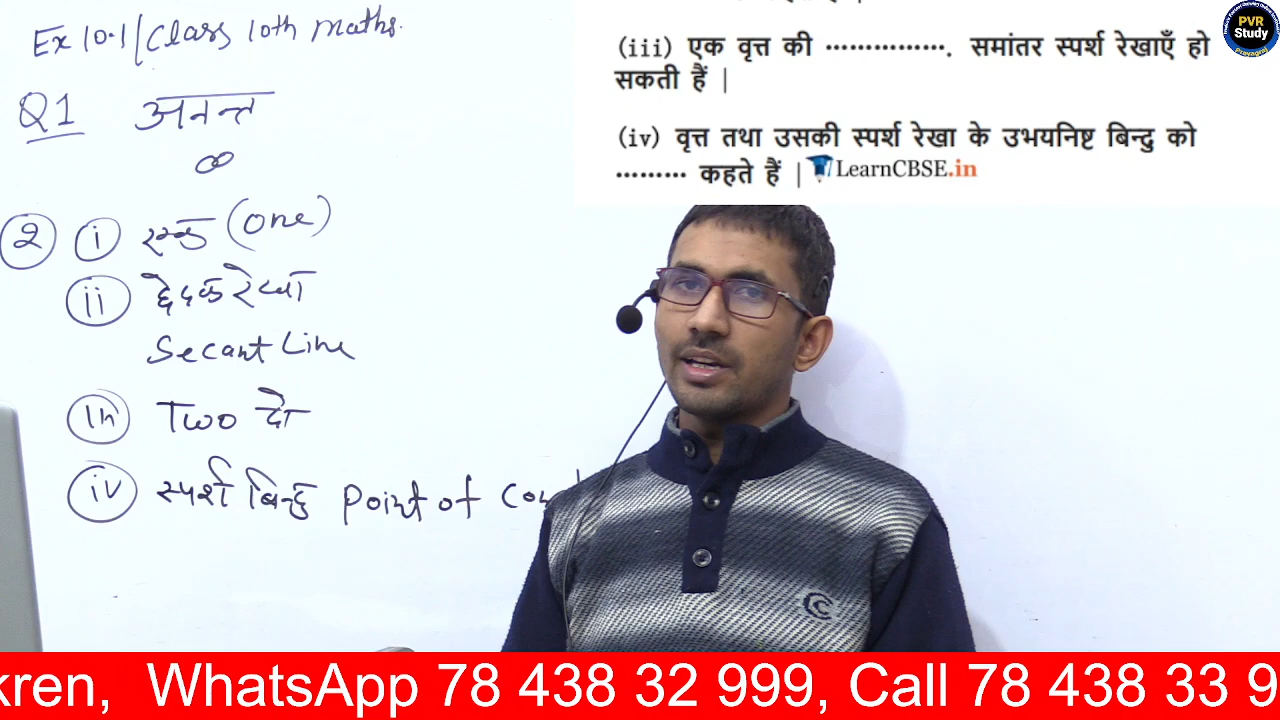 Ex 10.1/Class 10th Maths.
Q1 अनन्त
∞
2 i एक (One)
ii छेदक रेखा
Secant Line
iii Two दो
iv स्पर्श बिन्दु Point of Con
(iii) एक वृत्त की ................ समांतर स्पर्श रेखाएँ हो
सकती हैं |
(iv) वृत्त तथा उसकी स्पर्श रेखा के उभयनिष्ट बिन्दु को
......... कहते हैं | LearnCBSE.in
PVR
Study
Prayagraj
kren, WhatsApp 78 438 32 999, Call 78 438 33 9